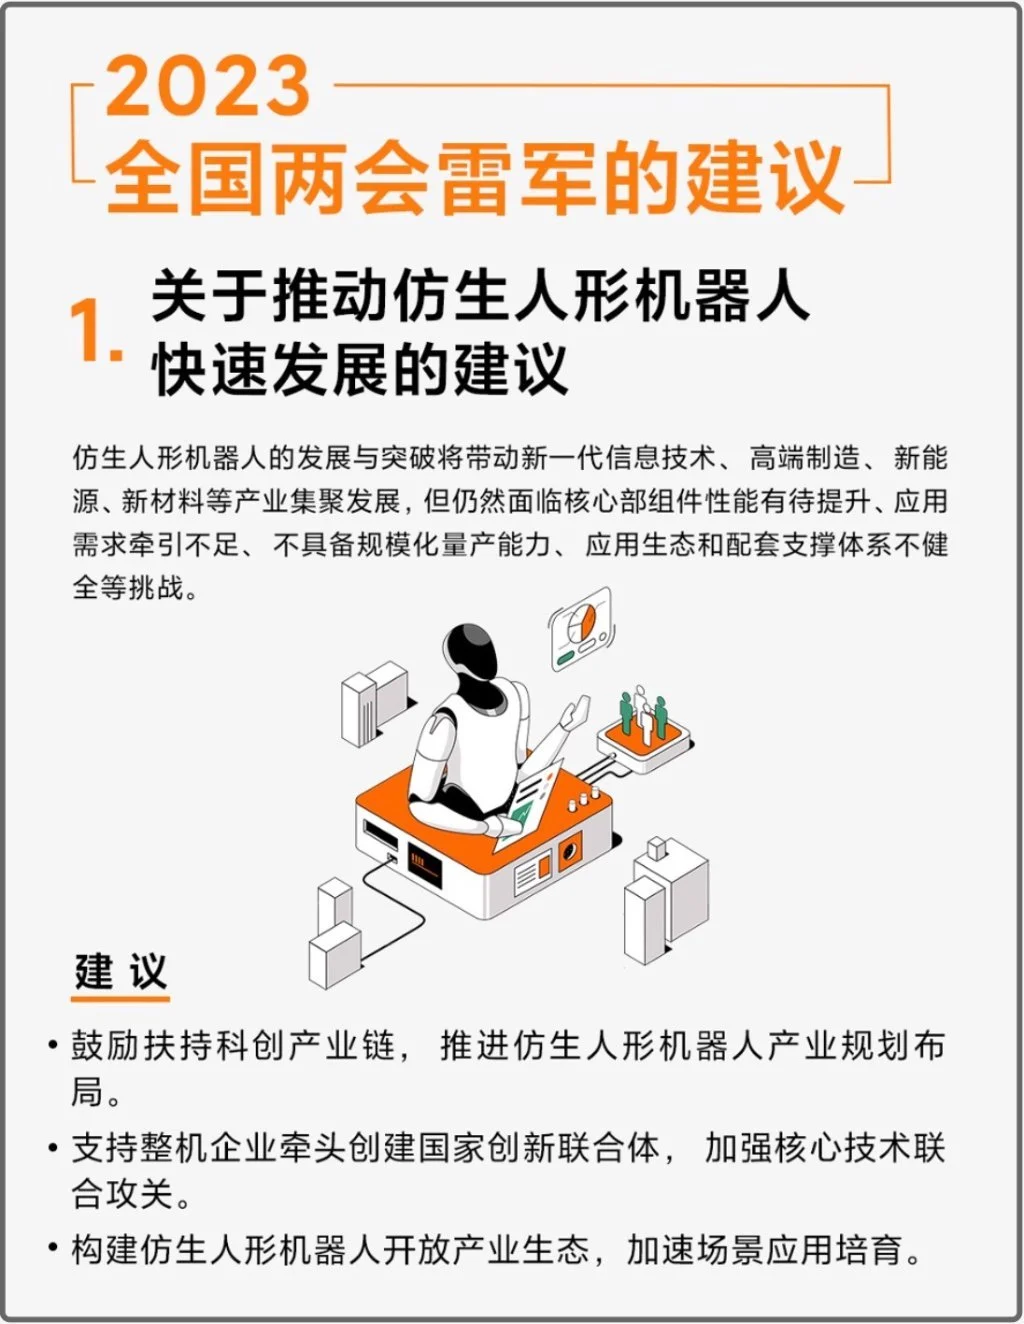 2023
全国两会雷军的建议
1. 关于推动仿生人形机器人
快速发展的建议
仿生人形机器人的发展与突破将带动新一代信息技术、高端制造、新能
源、新材料等产业集聚发展,但仍然面临核心部组件性能有待提升、应用
需求牵引不足、不具备规模化量产能力、应用生态和配套支撑体系不健
全等挑战。
建 议
• 鼓励扶持科创产业链，推进仿生人形机器人产业规划布
局。
• 支持整机企业牵头创建国家创新联合体，加强核心技术联
合攻关。
• 构建仿生人形机器人开放产业生态，加速场景应用培育。